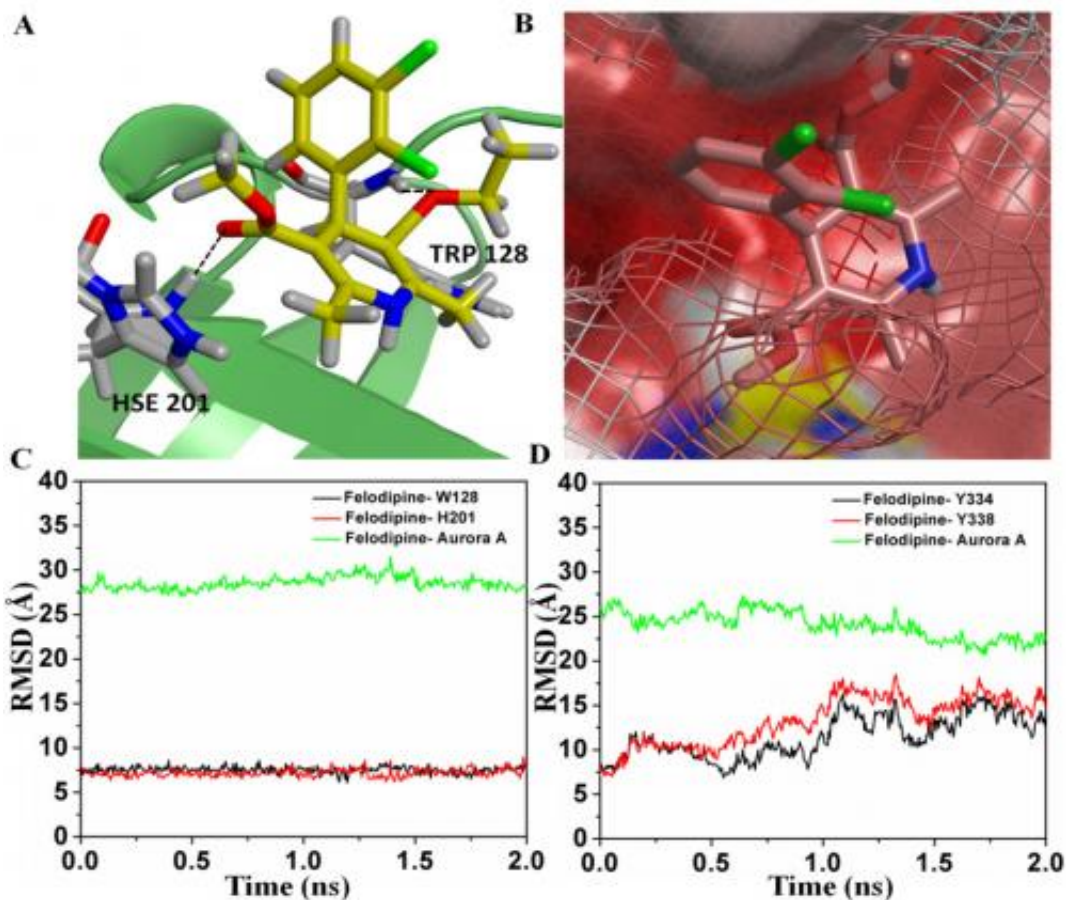 A
B
TRP 128
HSE 201
C
D
40
35
30
25
20
15
10
5
0
RMSD (Å)
Felodipine- W128
Felodipine- H201
Felodipine- Aurora A
0.0
0.5
1.0
1.5
2.0
Time (ns)
40
35
30
25
20
15
10
5
0
RMSD (Å)
Felodipine- Y334
Felodipine- Y338
Felodipine- Aurora A
0.0
0.5
1.0
1.5
2.0
Time (ns)